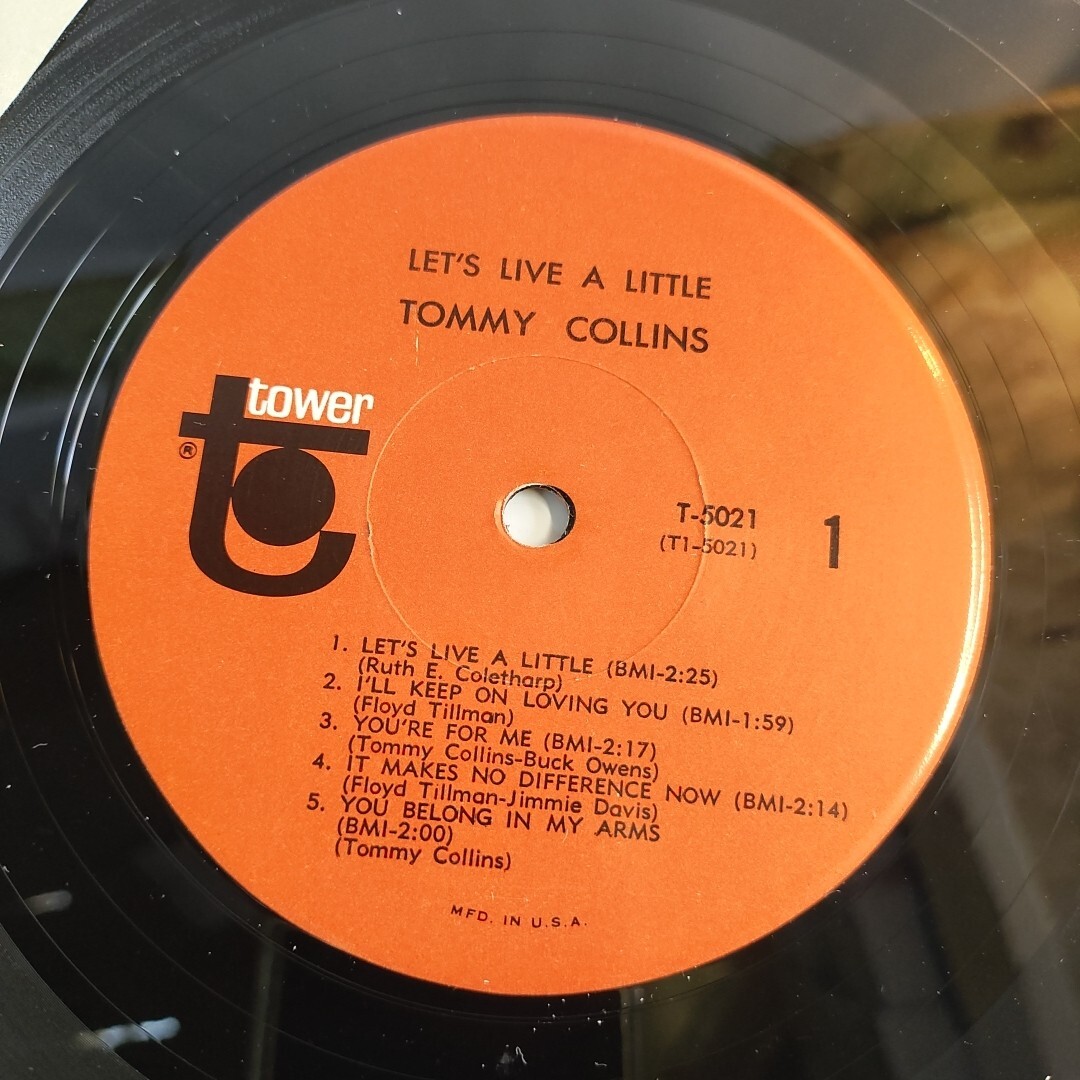 LET'S LIVE A LITTLE
TOMMY COLLINS
tower
®
T-5021
(T1-5021)
1
1. LET'S LIVE A LITTLE (BMI-2:25)
(Ruth E. Coletharp)
2. I'LL KEEP ON LOVING YOU (BMI-1:59)
(Floyd Tillman)
3. YOU'RE FOR ME (BMI-2:17)
(Tommy Collins-Buck Owens)
4. IT MAKES NO DIFFERENCE NOW (BMI-2:14)
(Floyd Tillman-Jimmie Davis)
5. YOU BELONG IN MY ARMS
(BMI-2:00)
(Tommy Collins)
MFD. IN U.S.A.